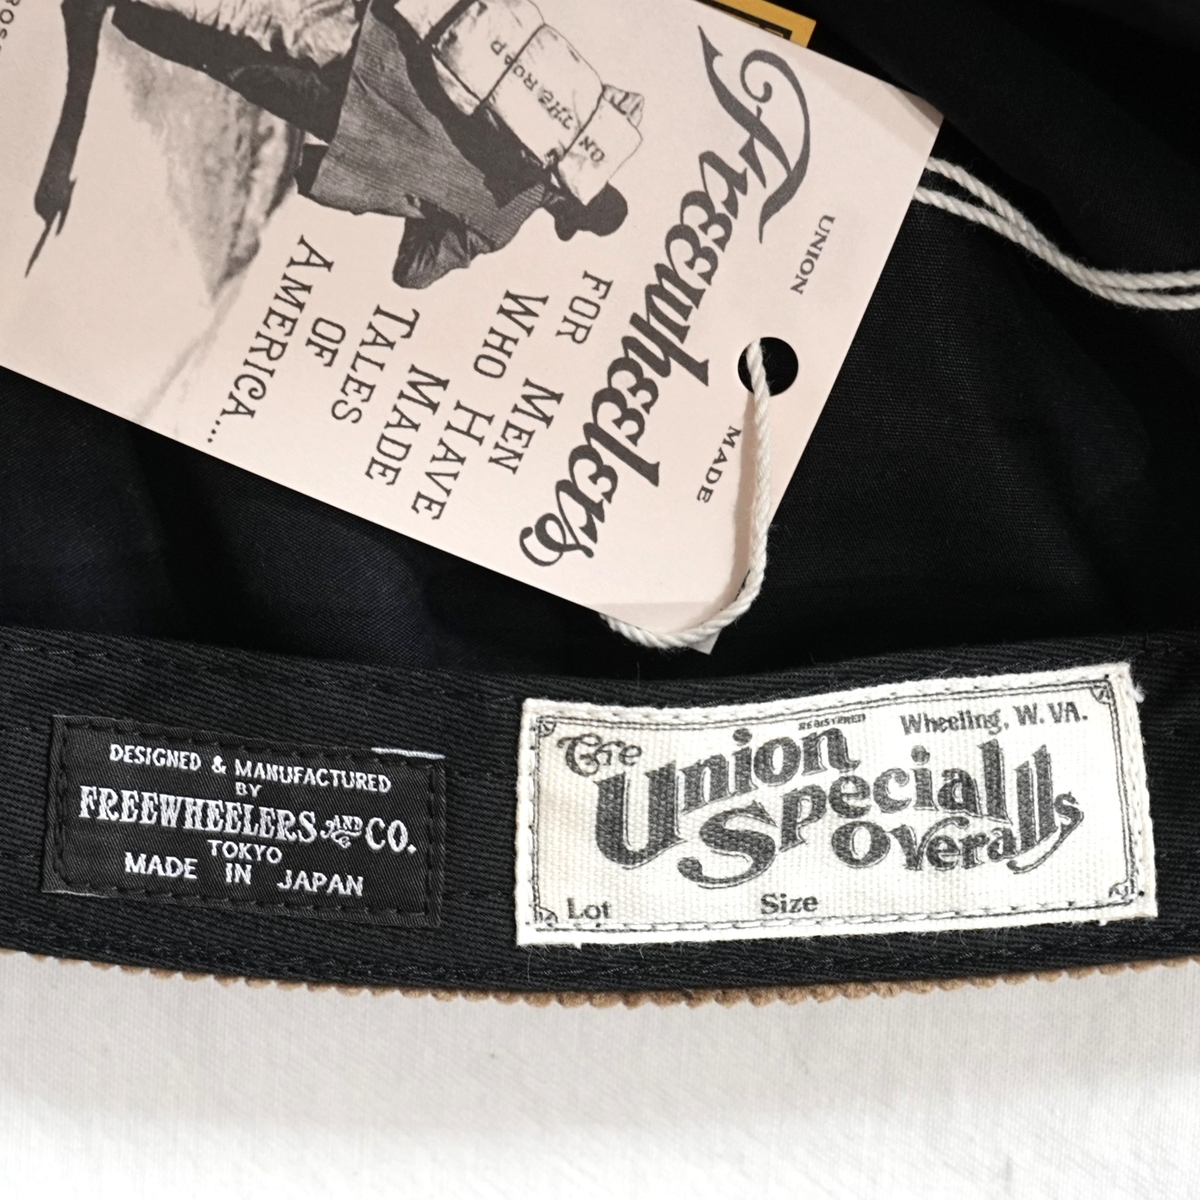 UNION MADE
Freewheelers
FOR MEN
WHO HAVE
MADE
TALES
OF
AMERICA....
ON THE ROAD
DESIGNED & MANUFACTURED
BY
FREEWHEELERS AND CO.
TOKYO
MADE IN JAPAN
REGISTERED
Wheeling, W. VA.
The
Union
Special
Overalls
Lot Size